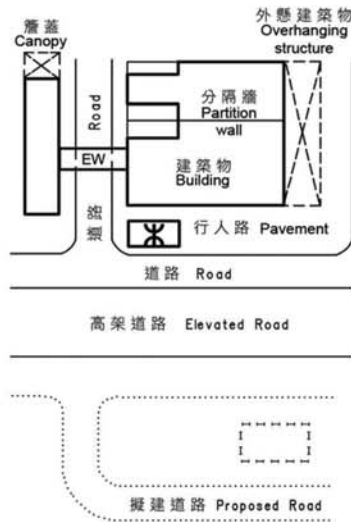 簷蓋
Canopy
外懸建築物
Overhanging
structure
Road
分隔牆
Partition
wall
EW
建築物
Building
道路
行人路 Pavement
道路 Road
高架道路 Elevated Road
擬建道路 Proposed Road